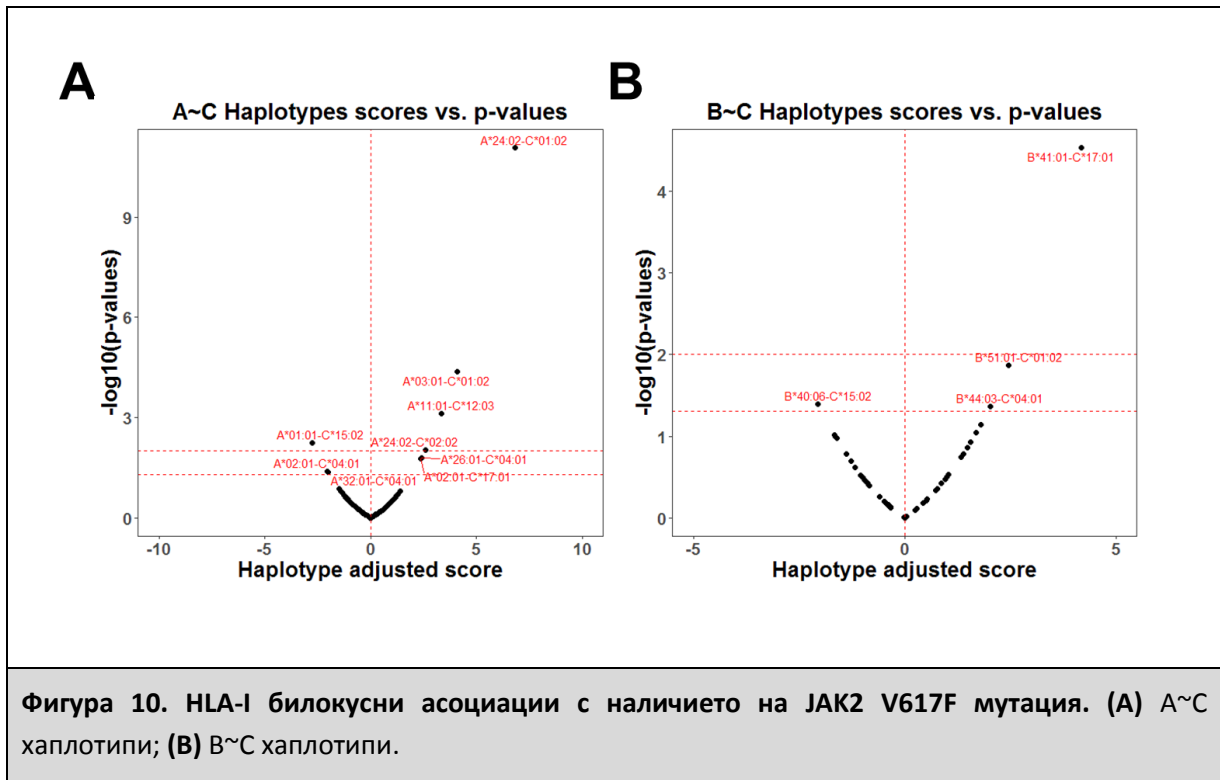 A
B
A~C Haplotypes scores vs. p-values
B~C Haplotypes scores vs. p-values
A*24:02-C*01:02
B*41:01-C*17:01
A*03:01-C*01:02
A*11:01-C*12:03
A*01:01-C*15:02
A*24:02-C*02:02
A*02:01-C*04:01
A*26:01-C*04:01
A*32:01-C*04:01
A*02:01-C*17:01
B*51:01-C*01:02
B*40:06-C*15:02
B*44:03-C*04:01
-log10(p-values)
9
6
3
0
-10
-5
0
5
10
Haplotype adjusted score
-log10(p-values)
4
3
2
1
0
-5
0
5
Haplotype adjusted score
Фигура 10. HLA-I билокусни асоциации с наличието на JAK2 V617F мутация. (A) A~C
хаплотипи; (B) B~C хаплотипи.